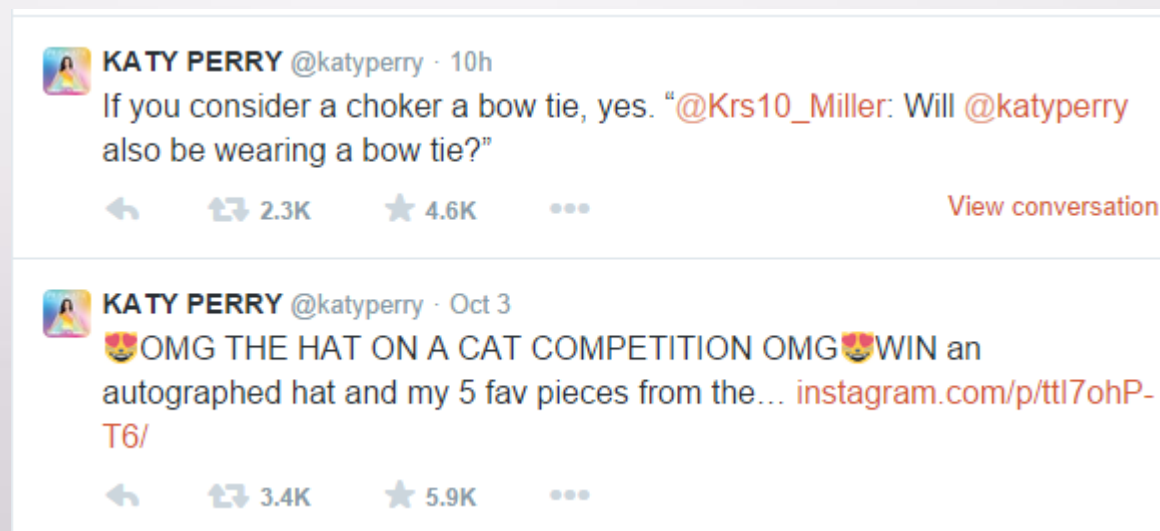 KATY PERRY @katyperry · 10h
If you consider a choker a bow tie, yes. “@Krs10_Miller: Will @katyperry
also be wearing a bow tie?”
2.3K 4.6K View conversation
KATY PERRY @katyperry · Oct 3
😻OMG THE HAT ON A CAT COMPETITION OMG😻WIN an
autographed hat and my 5 fav pieces from the... instagram.com/p/ttl7ohP-
T6/
3.4K 5.9K